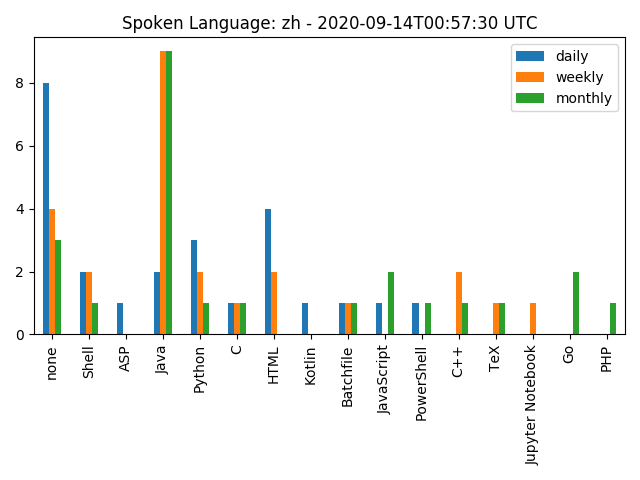 Spoken Language: zh - 2020-09-14T00:57:30 UTC
daily
weekly
monthly
8
6
4
2
0
none
Shell
ASP
Java
Python
C
HTML
Kotlin
Batchfile
JavaScript
PowerShell
C++
TeX
Jupyter Notebook
Go
PHP